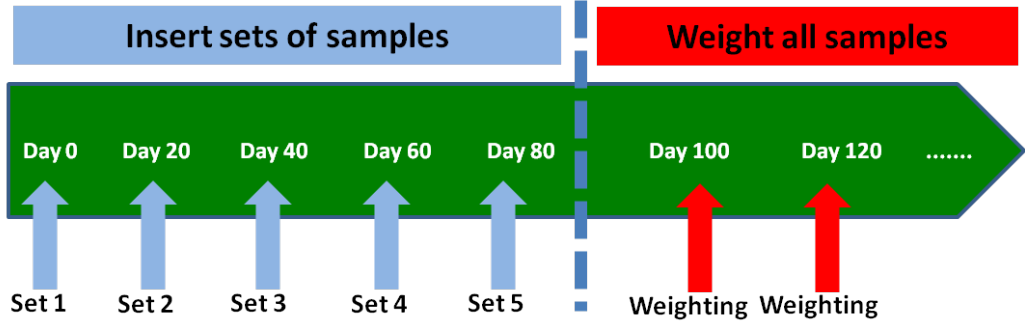 Insert sets of samples
Weight all samples
Day 0 Day 20 Day 40 Day 60 Day 80 Day 100 Day 120 .......
Set 1 Set 2 Set 3 Set 4 Set 5 Weighting Weighting